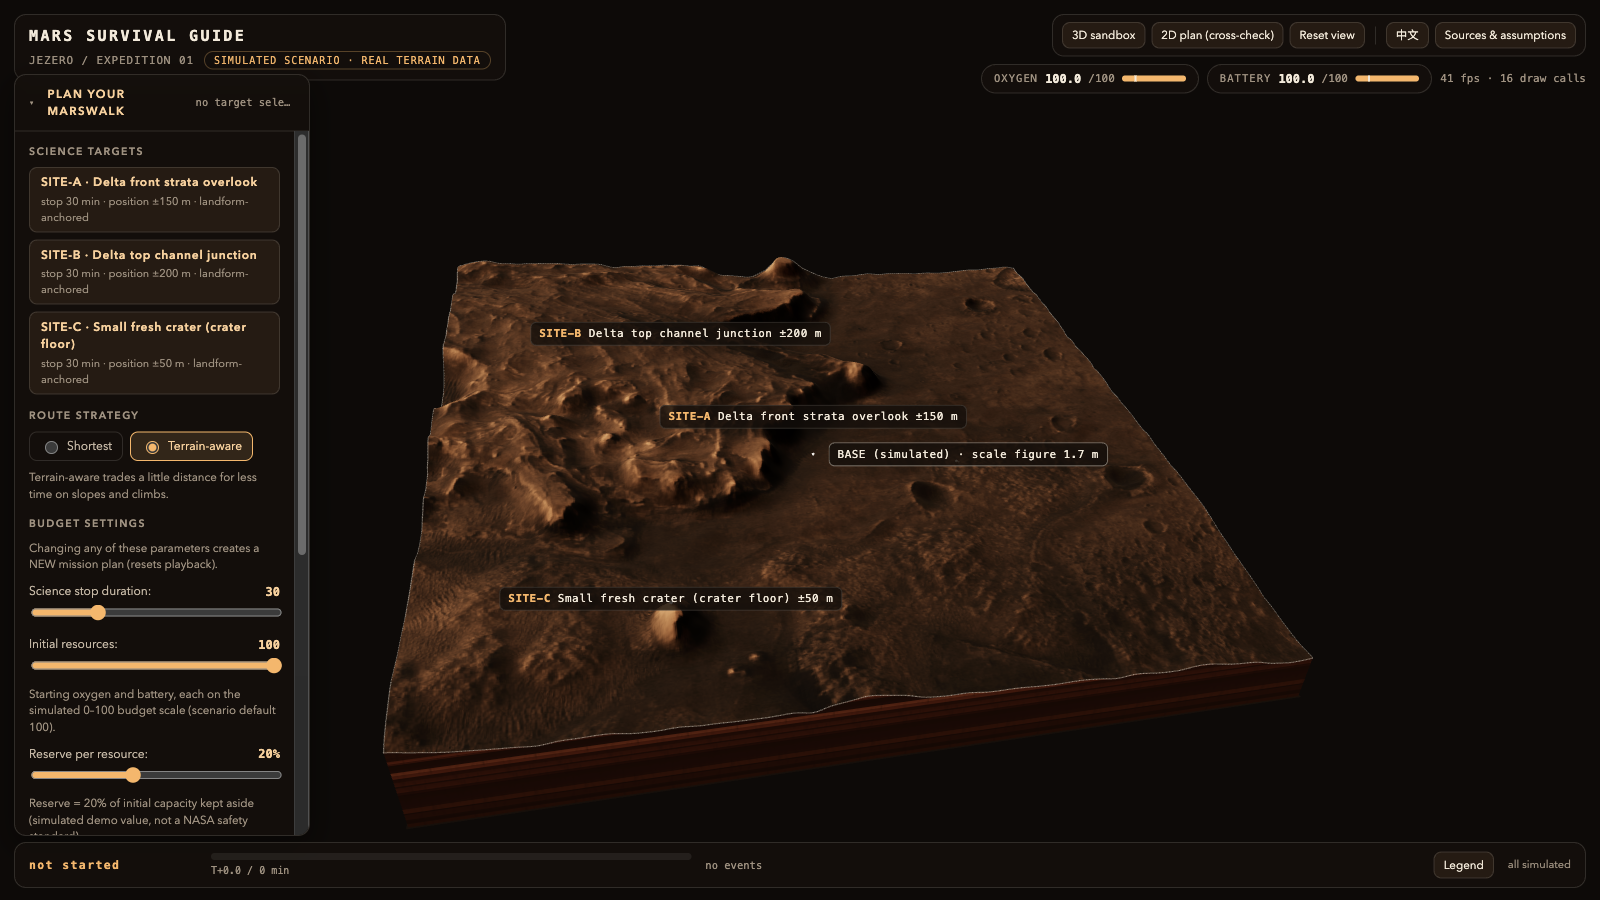 MARS SURVIVAL GUIDE
JEZERO / EXPEDITION 01 SIMULATED SCENARIO · REAL TERRAIN DATA
3D sandbox 2D plan (cross-check) Reset view 中文 Sources & assumptions
OXYGEN 100.0 /100 BATTERY 100.0 /100 41 fps · 16 draw calls
PLAN YOUR
MARSWALK
no target sele…
SCIENCE TARGETS
SITE-A · Delta front strata overlook
stop 30 min · position ±150 m · landform-
anchored
SITE-B · Delta top channel junction
stop 30 min · position ±200 m · landform-
anchored
SITE-C · Small fresh crater (crater
floor)
stop 30 min · position ±50 m · landform-
anchored
ROUTE STRATEGY
Shortest Terrain-aware
Terrain-aware trades a little distance for less
time on slopes and climbs.
BUDGET SETTINGS
Changing any of these parameters creates a
NEW mission plan (resets playback).
Science stop duration: 30
Initial resources: 100
Starting oxygen and battery, each on the
simulated 0–100 budget scale (scenario default
100).
Reserve per resource: 20%
Reserve = 20% of initial capacity kept aside
(simulated demo value, not a NASA safety
standard)
SITE-B Delta top channel junction ±200 m
SITE-A Delta front strata overlook ±150 m
BASE (simulated) · scale figure 1.7 m
SITE-C Small fresh crater (crater floor) ±50 m
not started
T+0.0 / 0 min
no events
Legend all simulated